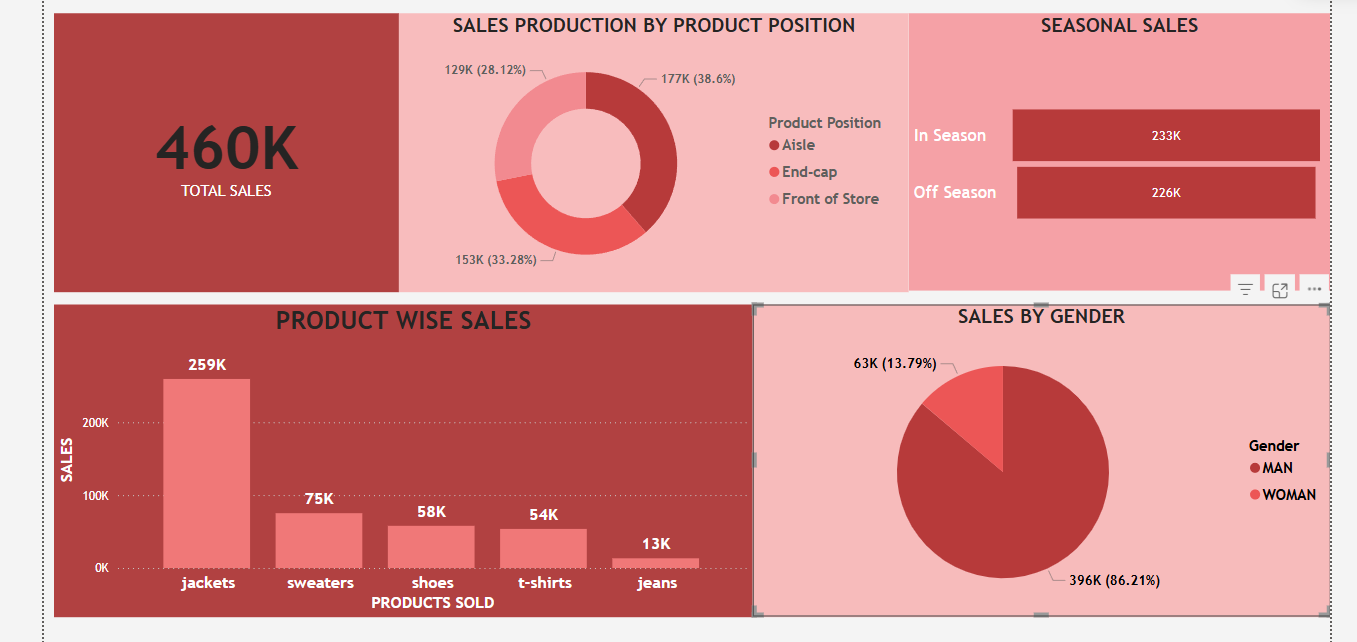 460K
TOTAL SALES
SALES PRODUCTION BY PRODUCT POSITION
129K (28.12%)
177K (38.6%)
153K (33.28%)
Product Position
Aisle
End-cap
Front of Store
SEASONAL SALES
In Season
233K
Off Season
226K
PRODUCT WISE SALES
SALES
200K
100K
0K
259K
75K
58K
54K
13K
jackets
sweaters
shoes
t-shirts
jeans
PRODUCTS SOLD
SALES BY GENDER
63K (13.79%)
396K (86.21%)
Gender
MAN
WOMAN